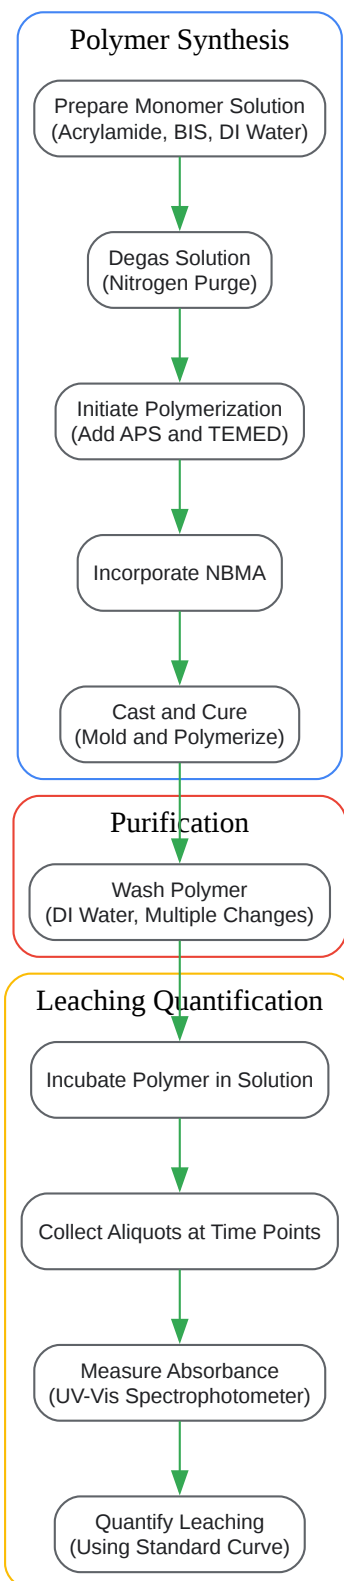 Polymer Synthesis
Prepare Monomer Solution
(Acrylamide, BIS, DI Water)
Degas Solution
(Nitrogen Purge)
Initiate Polymerization
(Add APS and TEMED)
Incorporate NBMA
Cast and Cure
(Mold and Polymerize)
Purification
Wash Polymer
(DI Water, Multiple Changes)
Leaching Quantification
Incubate Polymer in Solution
Collect Aliquots at Time Points
Measure Absorbance
(UV-Vis Spectrophotometer)
Quantify Leaching
(Using Standard Curve)